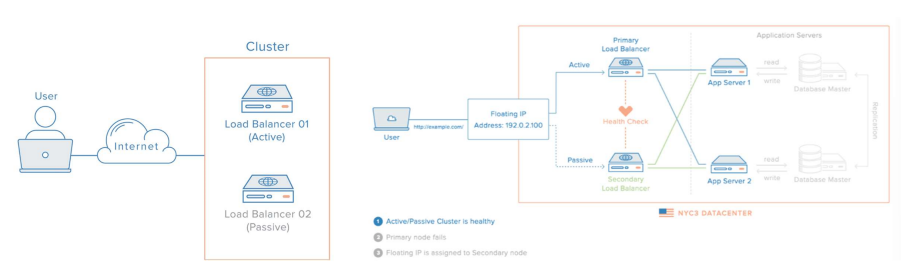 Cluster
User
Internet
Load Balancer 01
(Active)
Load Balancer 02
(Passive)
Application Servers
Primary
Load Balancer
Active
App Server 1
read
write
Database Master
Floating IP
Address: 192.0.2.100
http://example.com/
User
Health Check
Replication
Passive
Secondary
Load Balancer
App Server 2
read
write
Database Master
NYC3 DATACENTER
1 Active/Passive Cluster is healthy
2 Primary node fails
3 Floating IP is assigned to Secondary node